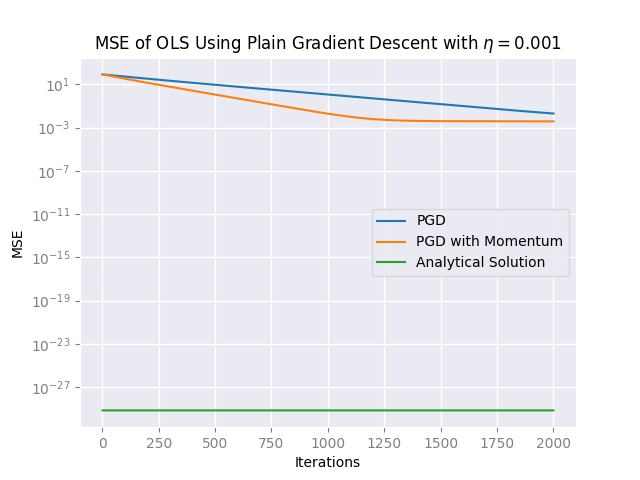 MSE of OLS Using Plain Gradient Descent with η = 0.001
10¹
10⁻³
10⁻⁷
10⁻¹¹
10⁻¹⁵
10⁻¹⁹
10⁻²³
10⁻²⁷
MSE
PGD
PGD with Momentum
Analytical Solution
0 250 500 750 1000 1250 1500 1750 2000
Iterations